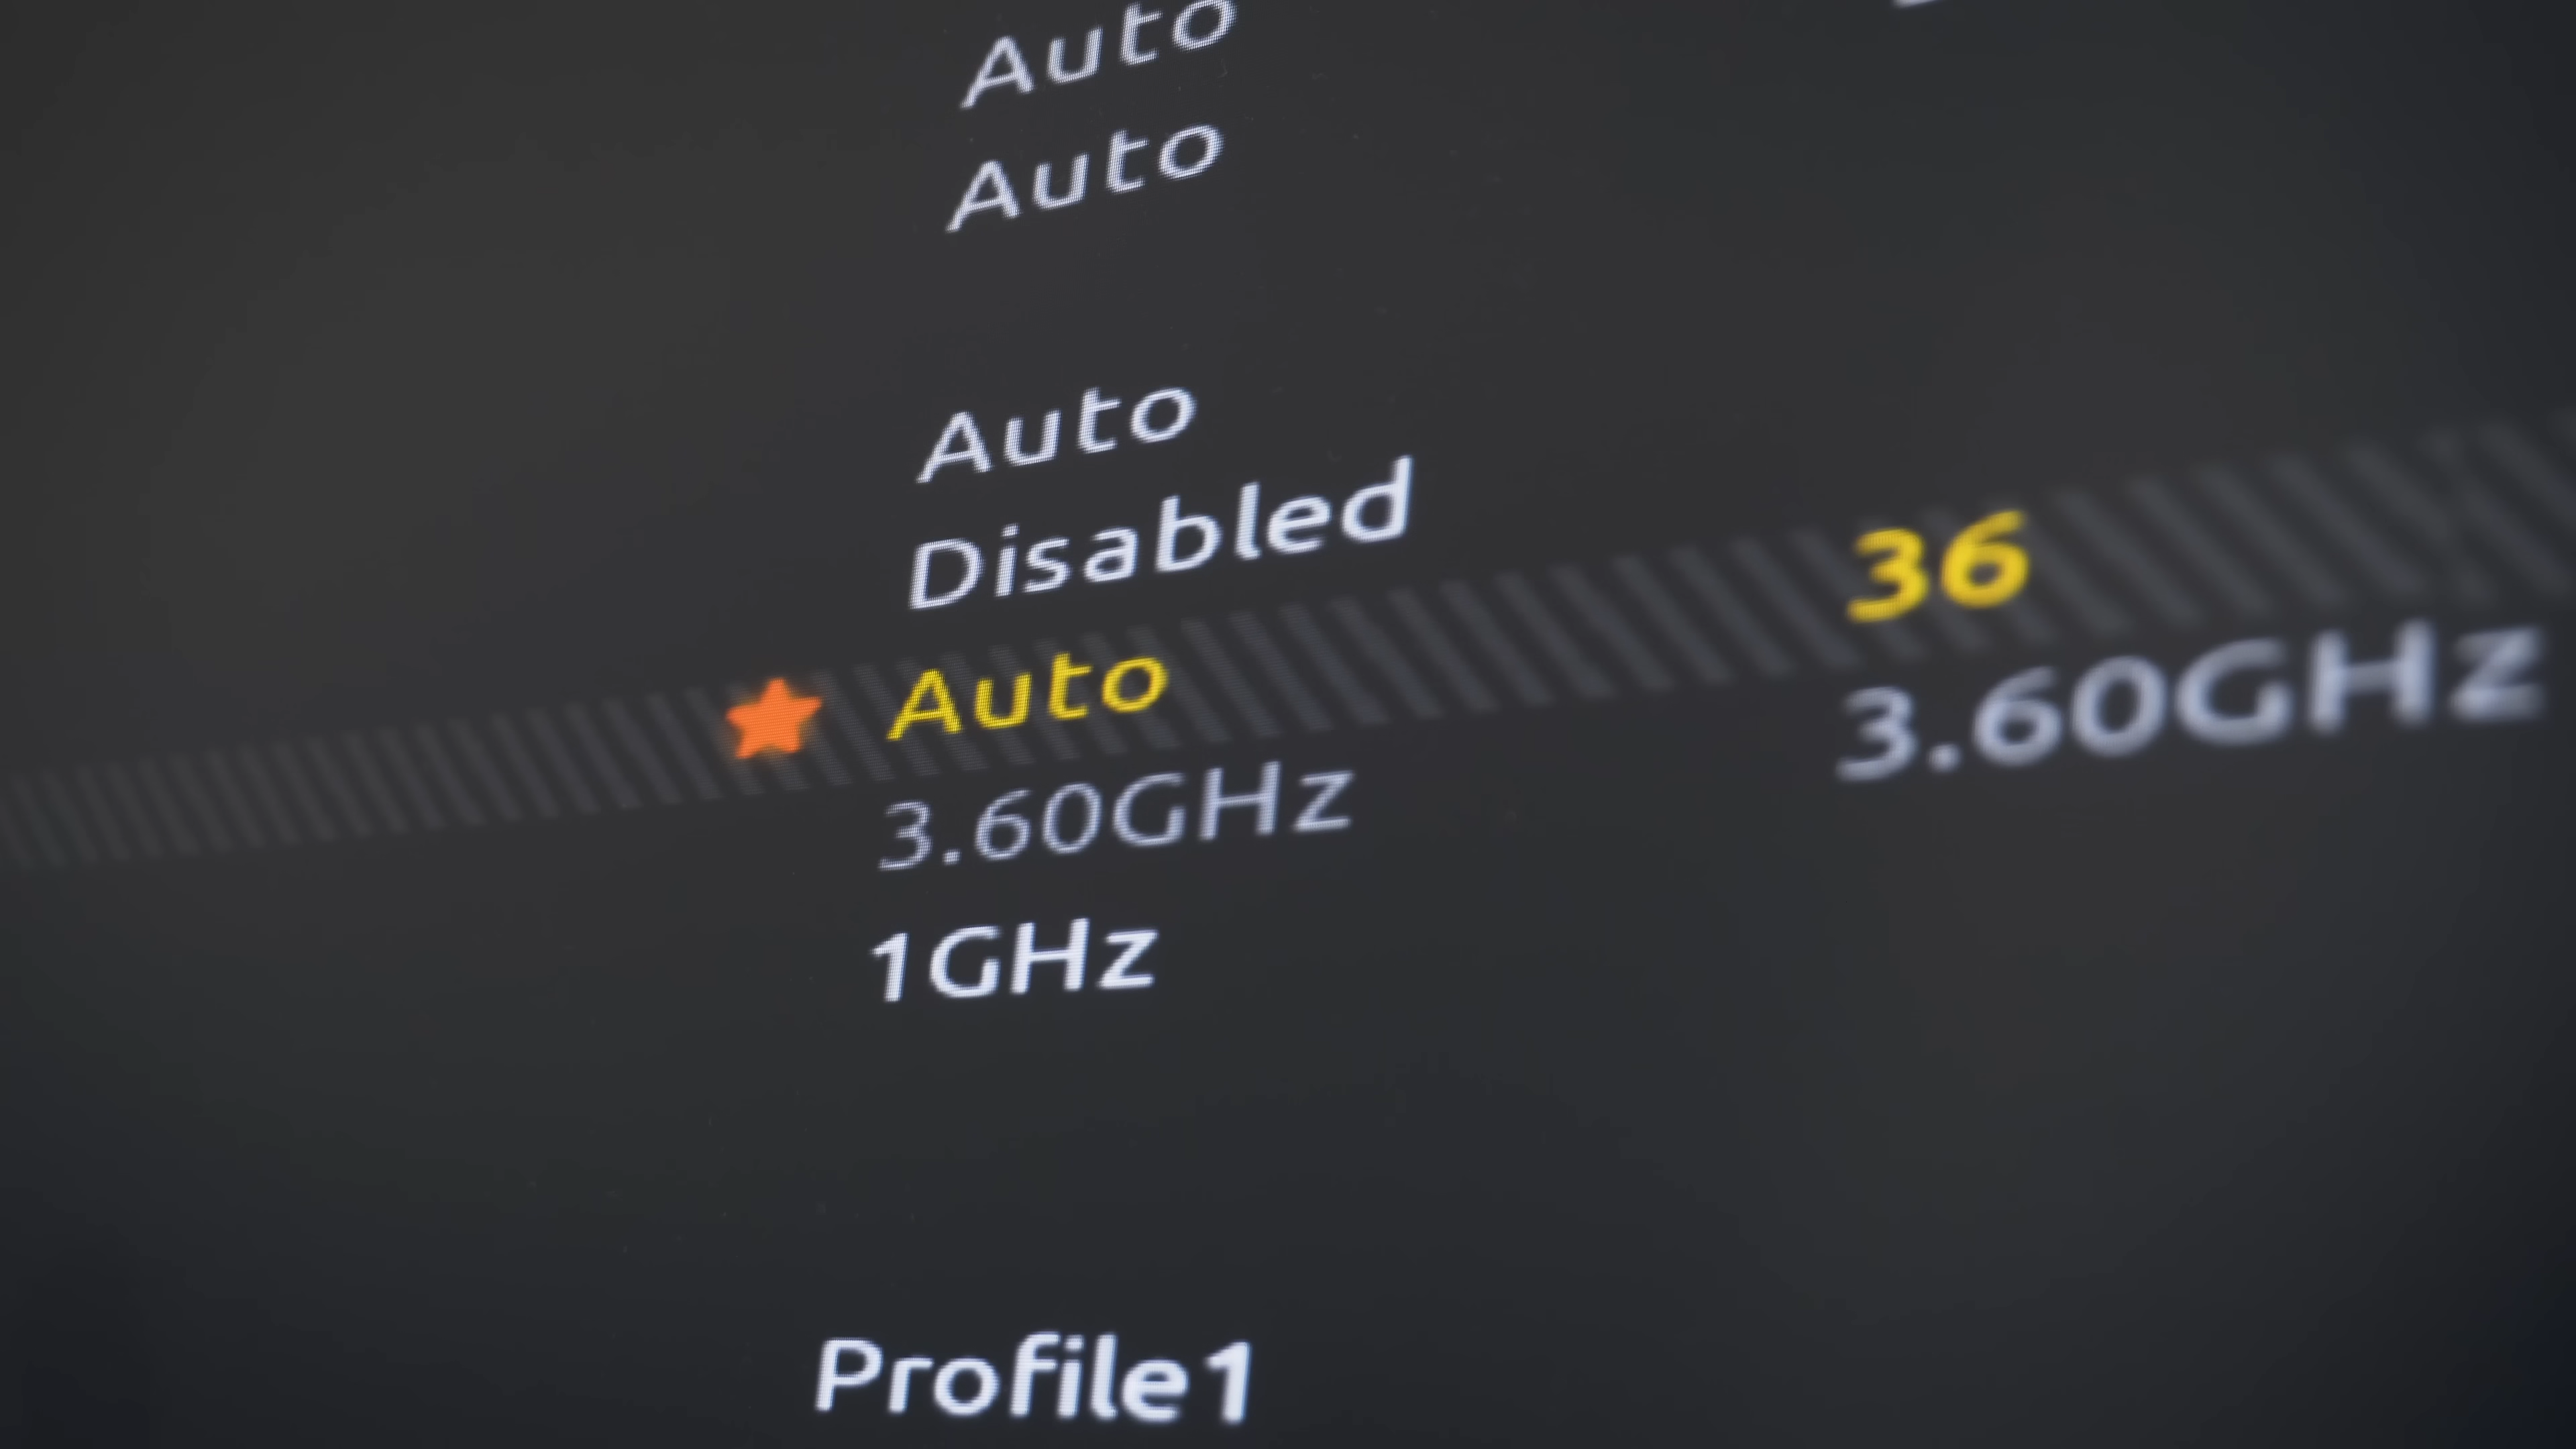 Auto
Auto
Auto
Disabled
Auto 36
3.60GHz 3.60GHz
1GHz
Profile1